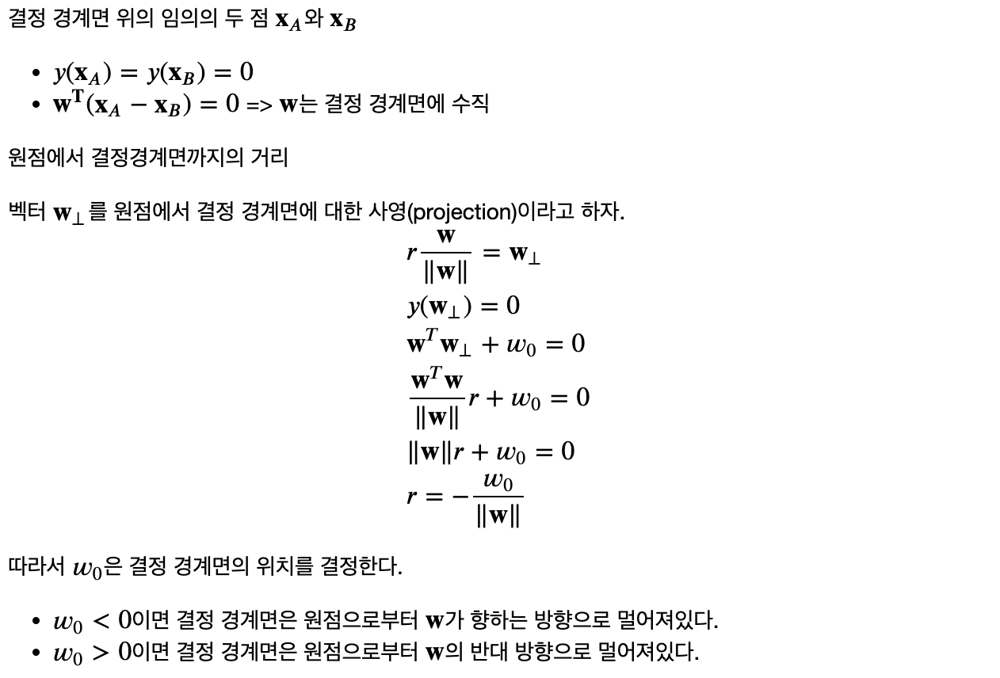 결정 경계면 위의 임의의 두 점 $\mathbf{x}_A$와 $\mathbf{x}_B$
• $y(\mathbf{x}_A) = y(\mathbf{x}_B) = 0$
• $\mathbf{w}^{\mathbf{T}}(\mathbf{x}_A - \mathbf{x}_B) = 0$ => $\mathbf{w}$는 결정 경계면에 수직
원점에서 결정경계면까지의 거리
벡터 $\mathbf{w}_\perp$를 원점에서 결정 경계면에 대한 사영(projection)이라고 하자.
$r\frac{\mathbf{w}}{\|\mathbf{w}\|} = \mathbf{w}_\perp$
$y(\mathbf{w}_\perp) = 0$
$\mathbf{w}^T\mathbf{w}_\perp + w_0 = 0$
$\frac{\mathbf{w}^T\mathbf{w}}{\|\mathbf{w}\|}r + w_0 = 0$
$\|\mathbf{w}\|r + w_0 = 0$
$r = -\frac{w_0}{\|\mathbf{w}\|}$
따라서 $w_0$은 결정 경계면의 위치를 결정한다.
• $w_0 < 0$이면 결정 경계면은 원점으로부터 $\mathbf{w}$가 향하는 방향으로 멀어져있다.
• $w_0 > 0$이면 결정 경계면은 원점으로부터 $\mathbf{w}$의 반대 방향으로 멀어져있다.